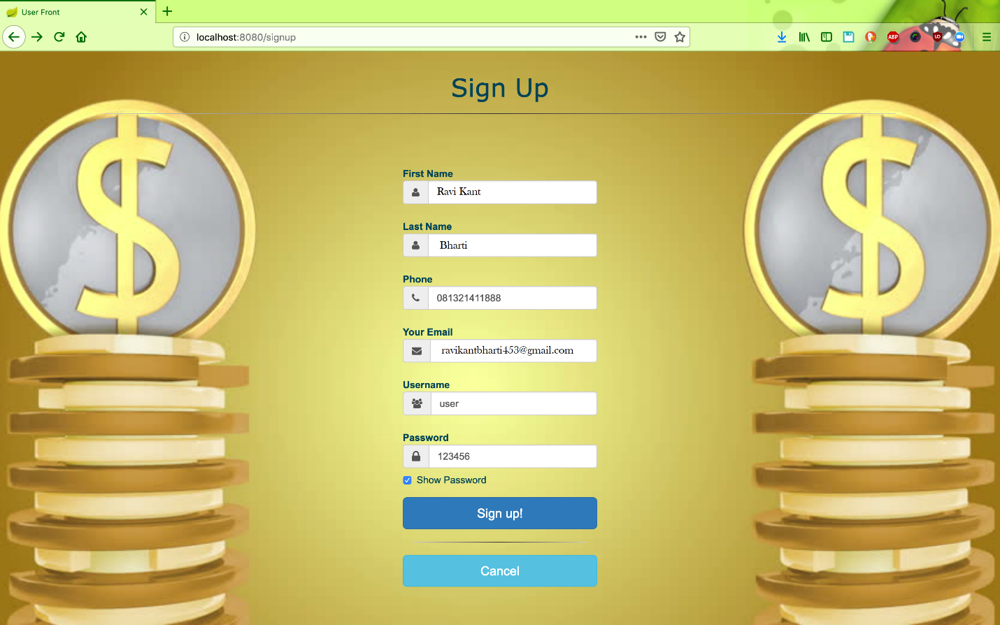 User Front
localhost:8080/signup
ABP
Sign Up
First Name
Ravi Kant
Last Name
Bharti
Phone
081321411888
Your Email
ravikantbharti453@gmail.com
Username
user
Password
123456
Show Password
Sign up!
Cancel